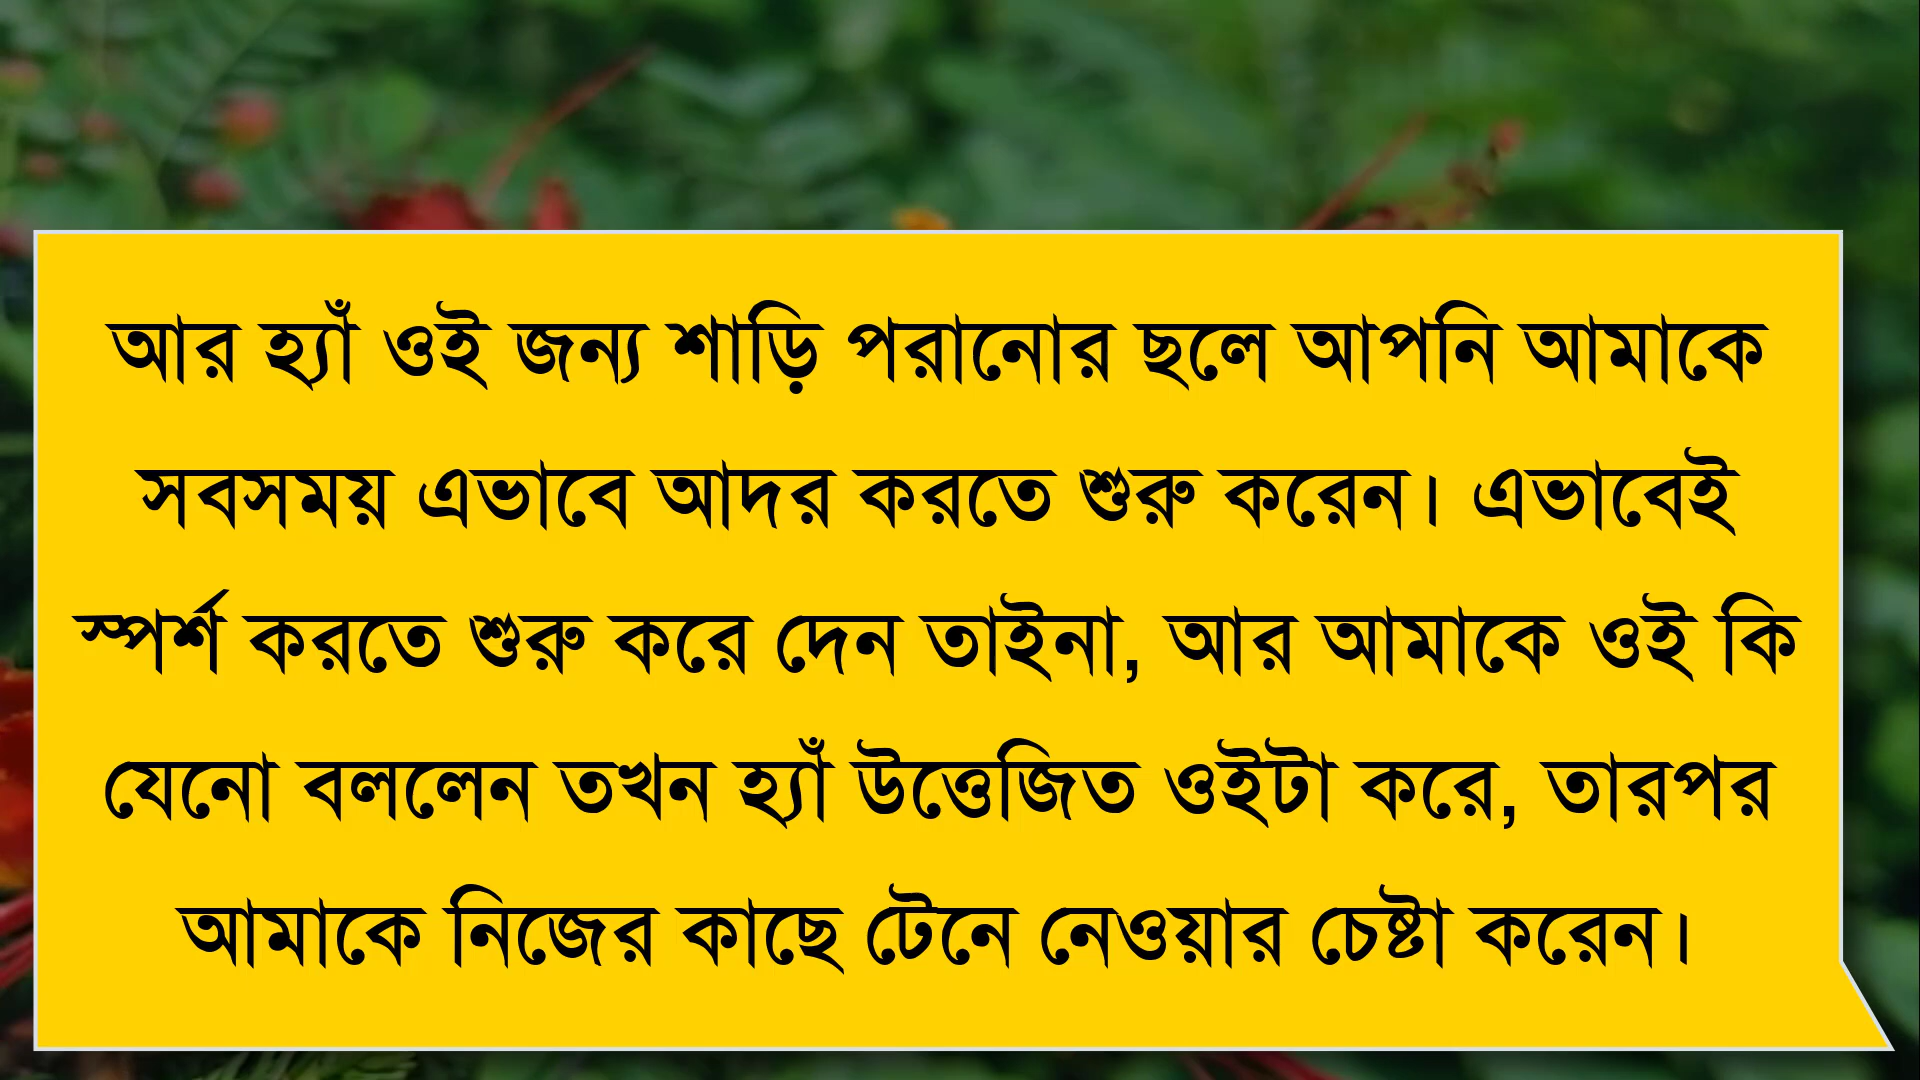 আর হ্যাঁ ওই জন্য শাড়ি পরানোর ছলে আপনি আমাকে
সবসময় এভাবে আদর করতে শুরু করেন। এভাবেই
স্পর্শ করতে শুরু করে দেন তাইনা, আর আমাকে ওই কি
যেনো বললেন তখন হ্যাঁ উত্তেজিত ওইটা করে, তারপর
আমাকে নিজের কাছে টেনে নেওয়ার চেষ্টা করেন।